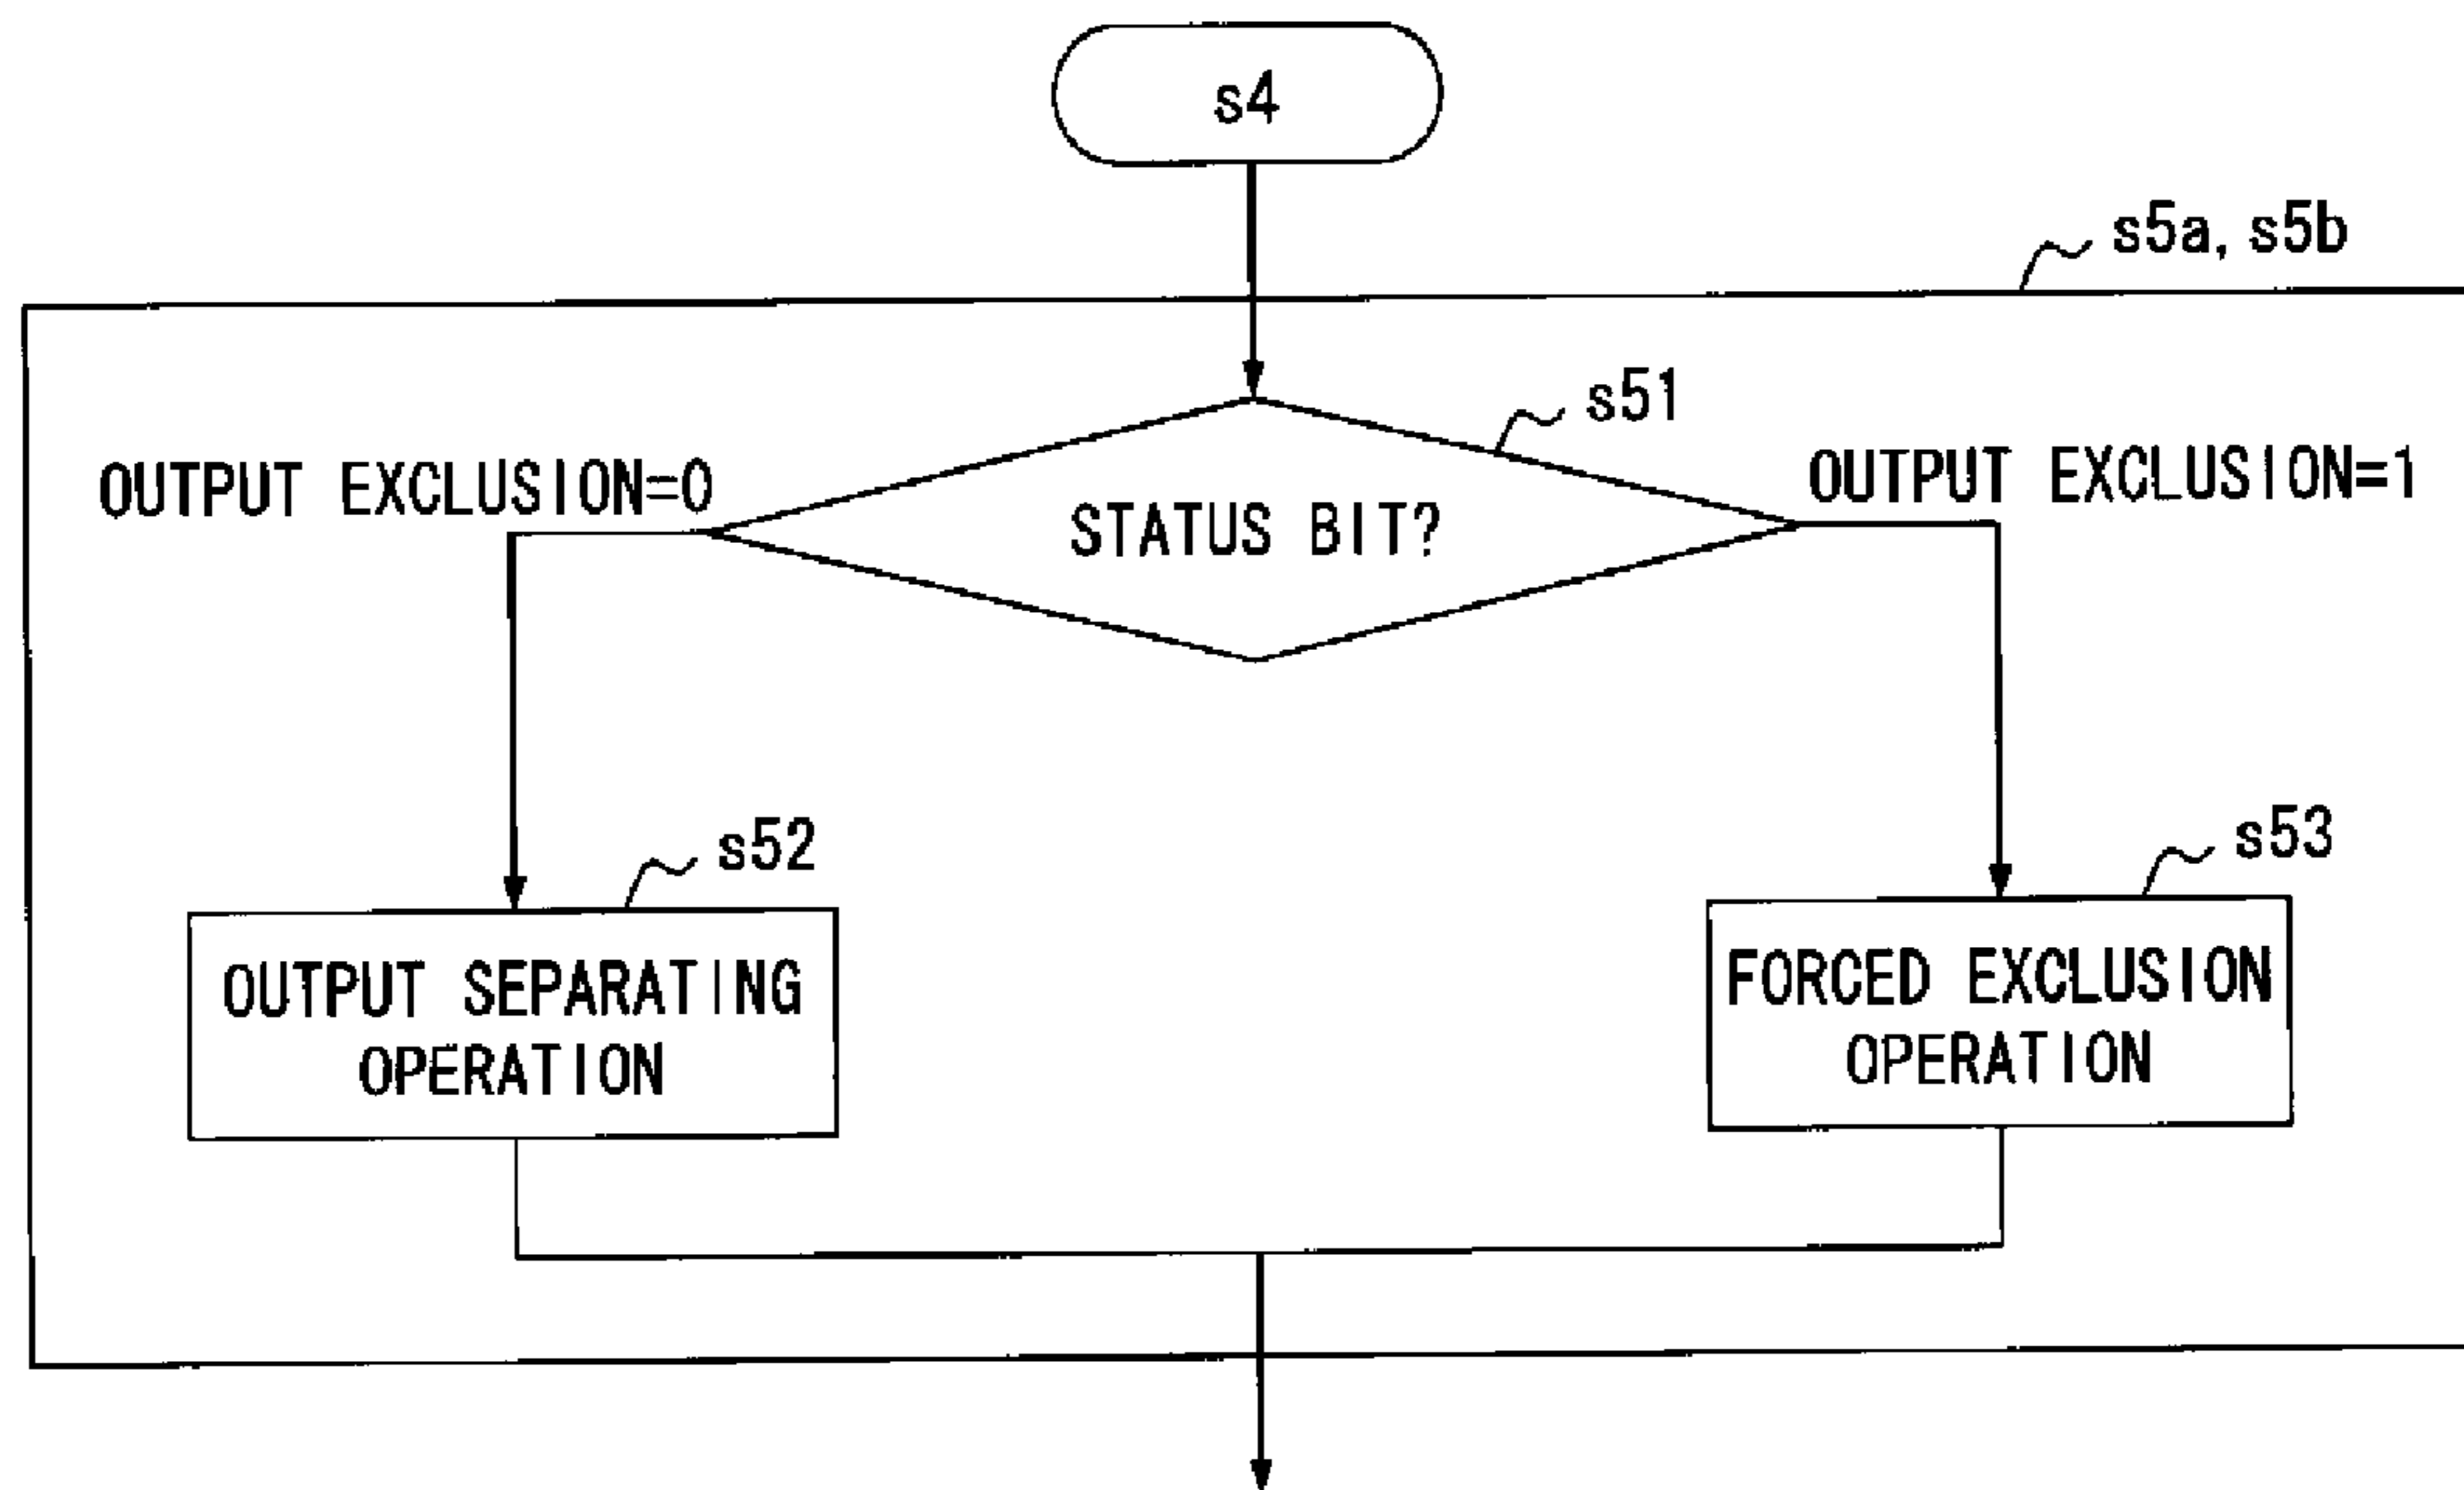 s4
s5a, s5b
s51
OUTPUT EXCLUSION=0
STATUS BIT?
OUTPUT EXCLUSION=1
s52
s53
OUTPUT SEPARATING
OPERATION
FORCED EXCLUSION
OPERATION